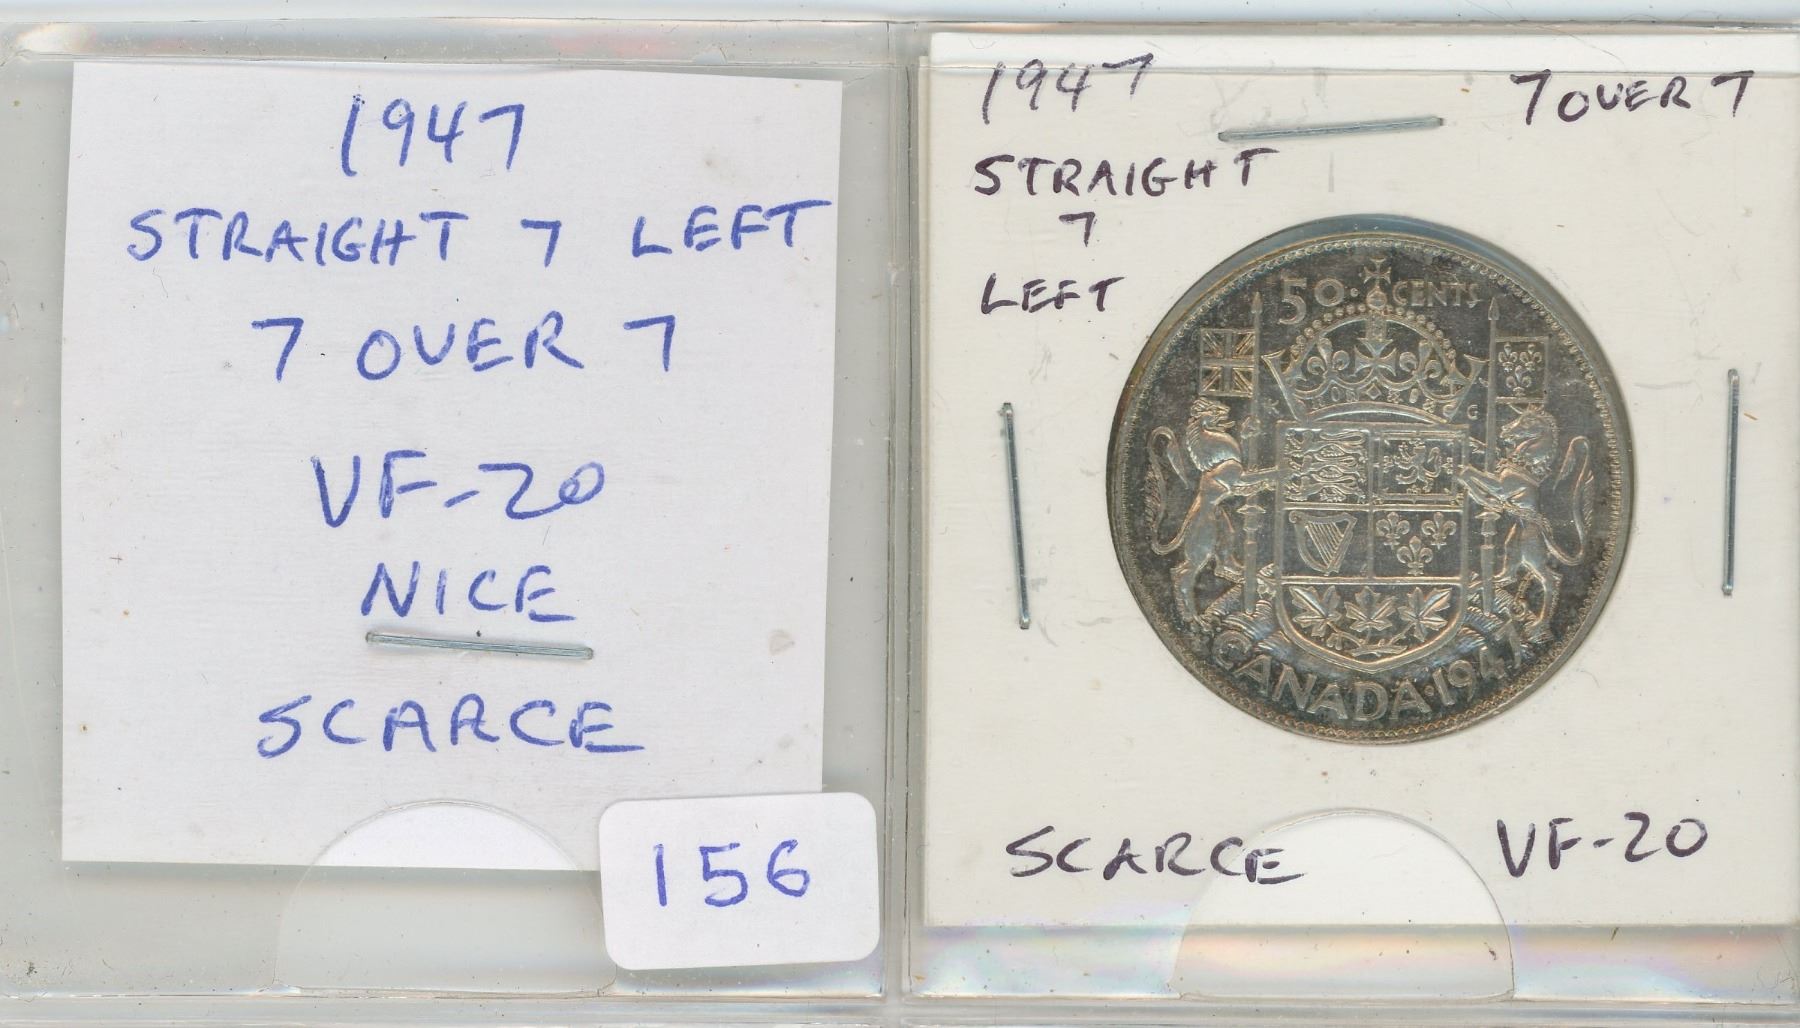 1947
STRAIGHT 7 LEFT
7 OVER 7
VF-20
NICE
SCARCE
156
1947
7 OVER 7
STRAIGHT
7
LEFT
50 · CENTS
K G
CANADA · 1947
SCARCE
VF-20